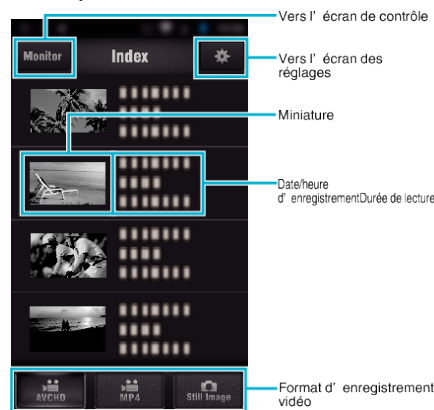 Vers l’ écran de contrôle
Monitor
Index
Vers l’ écran des
réglages
Miniature
Date/heure
d’ enregistrementDurée de lecture
AVCHD
MP4
Still Image
Format d’ enregistrement
vidéo